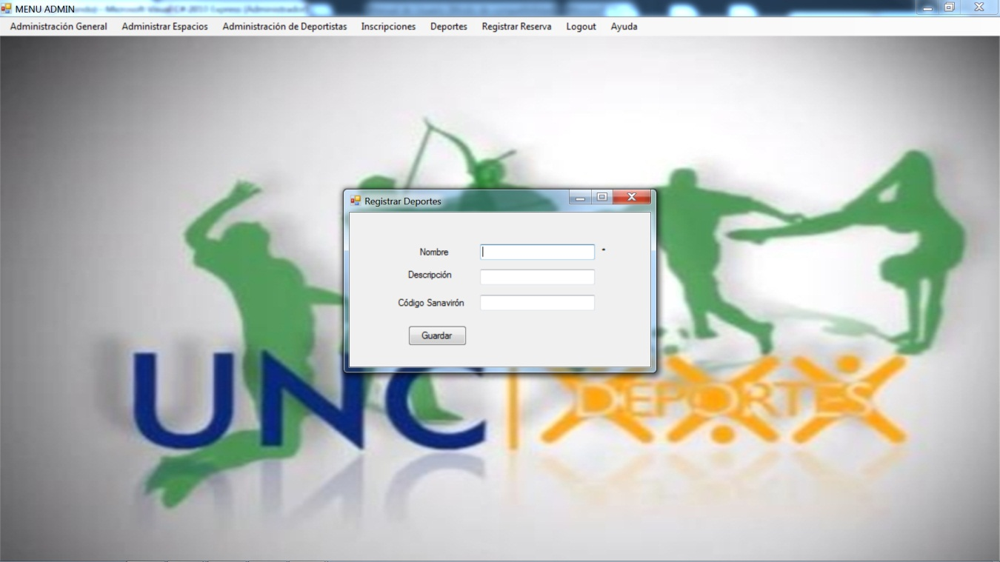 MENU ADMIN
Administración General Administrar Espacios Administración de Deportistas Inscripciones Deportes Registrar Reserva Logout Ayuda
Registrar Deportes
Nombre *
Descripción
Código Sanavirón
Guardar
UNC DEPORTES